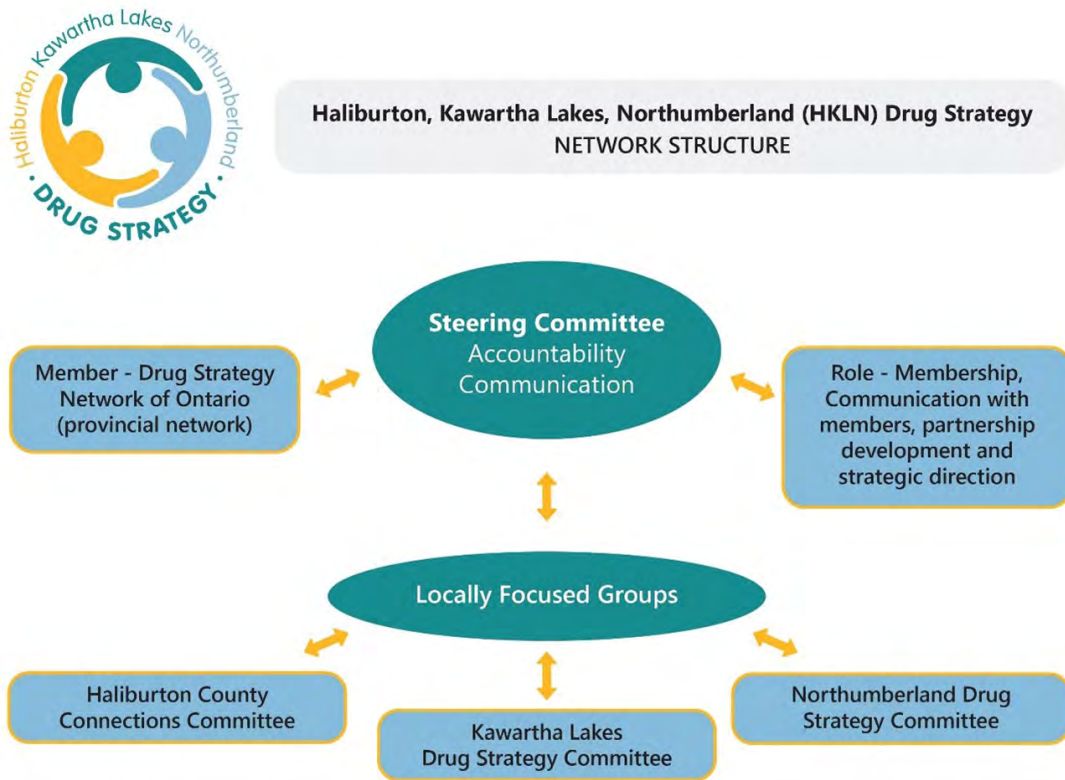 Haliburton Kawartha Lakes Northumberland
• DRUG STRATEGY •
Haliburton, Kawartha Lakes, Northumberland (HKLN) Drug Strategy
NETWORK STRUCTURE
Steering Committee
Accountability
Communication
Member - Drug Strategy
Network of Ontario
(provincial network)
Role - Membership,
Communication with
members, partnership
development and
strategic direction
Locally Focused Groups
Haliburton County
Connections Committee
Kawartha Lakes
Drug Strategy Committee
Northumberland Drug
Strategy Committee